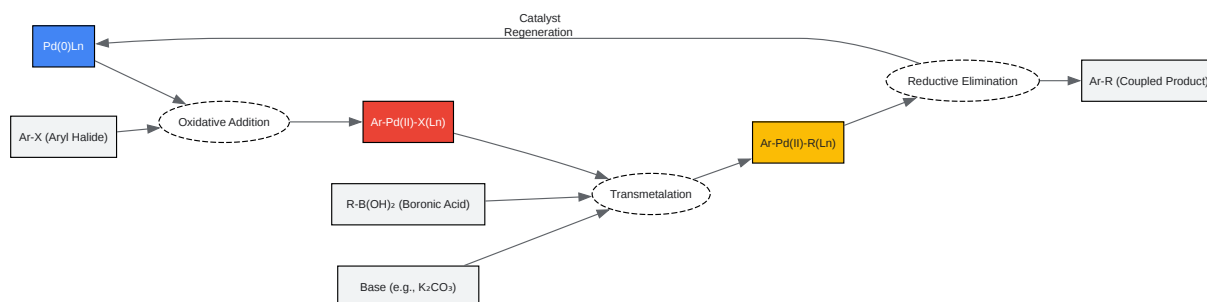 Catalyst
Regeneration
Pd(0)Ln
Reductive Elimination
Ar-R (Coupled Product)
Ar-X (Aryl Halide)
Oxidative Addition
Ar-Pd(II)-X(Ln)
Ar-Pd(II)-R(Ln)
R-B(OH)₂ (Boronic Acid)
Transmetalation
Base (e.g., K₂CO₃)